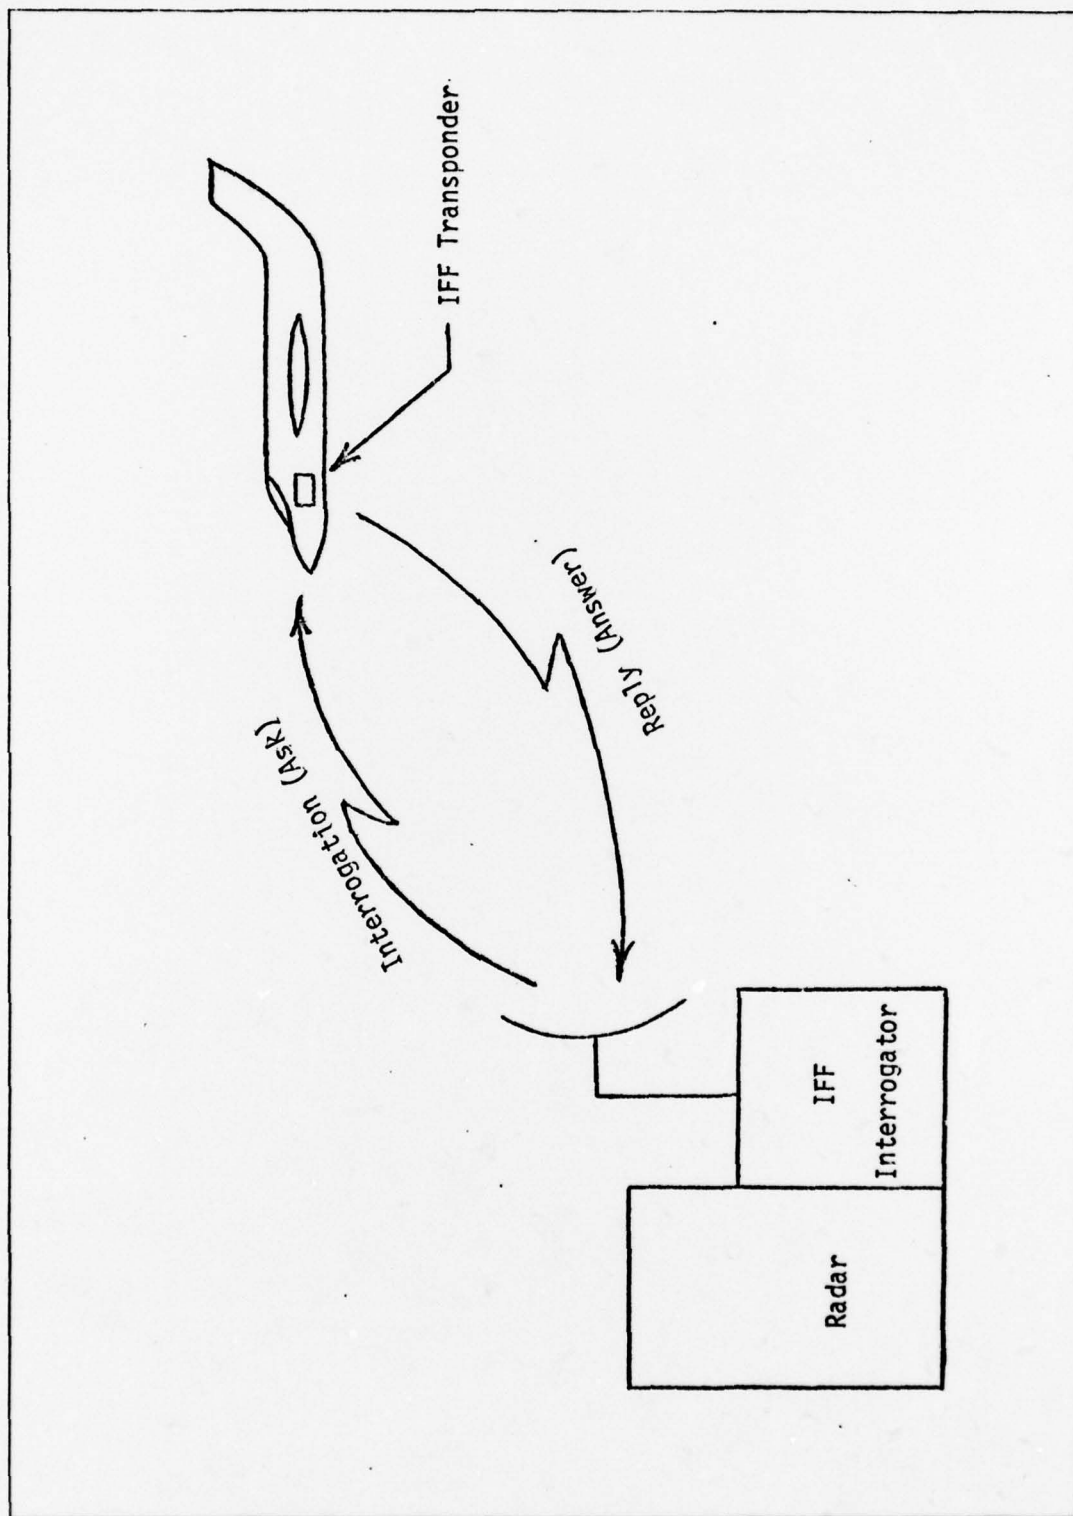 IFF Transponder
Interrogation (Ask)
Reply (Answer)
Radar
IFF
Interrogator